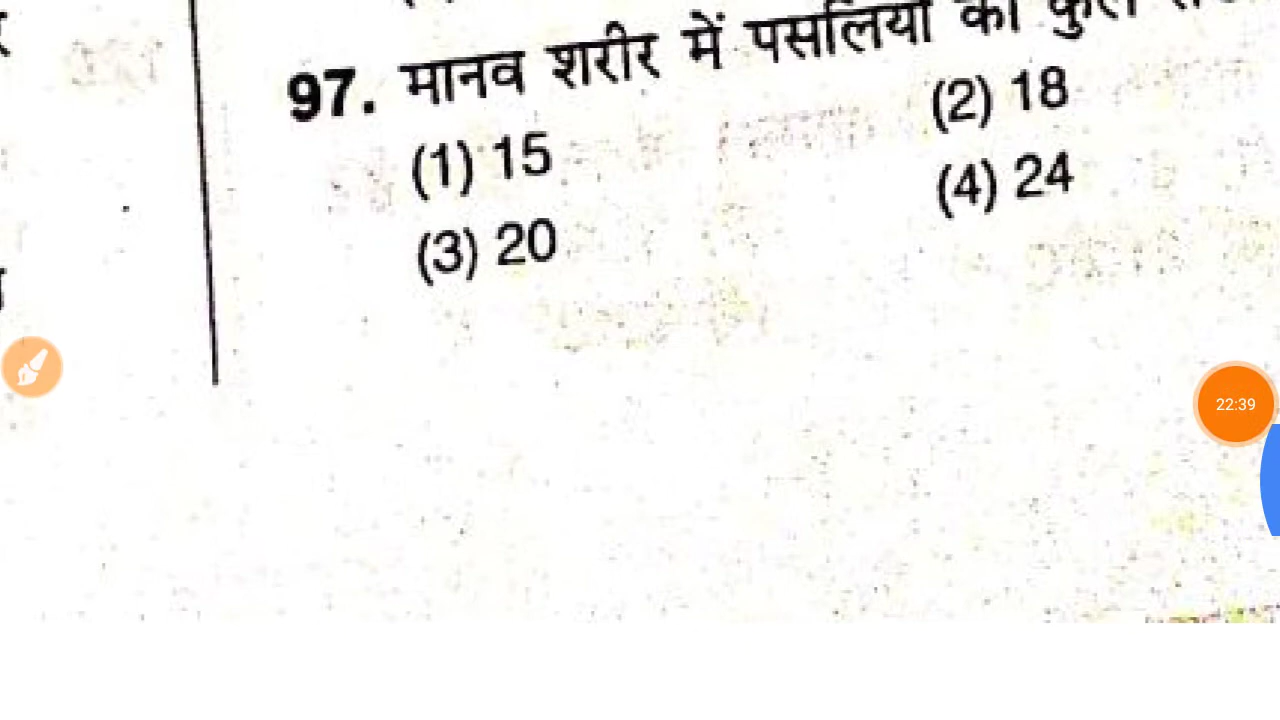 97. मानव शरीर में पसलियों की कुल
(1) 15 (2) 18
(3) 20 (4) 24
22:39